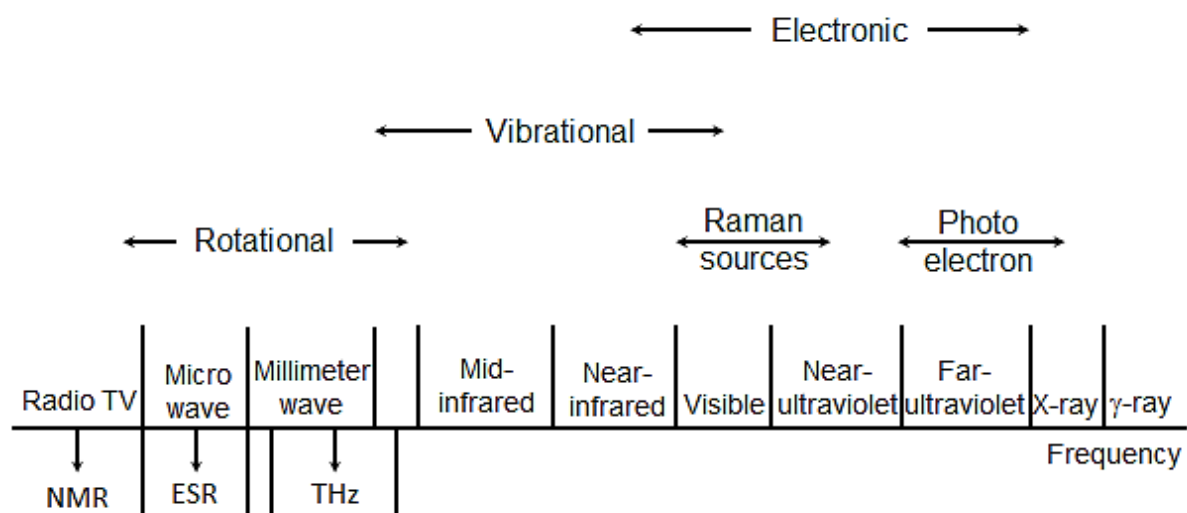 Electronic
Vibrational
Rotational
Raman
sources
Photo
electron
Radio TV
Micro
wave
Millimeter
wave
Mid-
infrared
Near-
infrared
Visible
Near-
ultraviolet
Far-
ultraviolet
X-ray
γ-ray
Frequency
NMR
ESR
THz